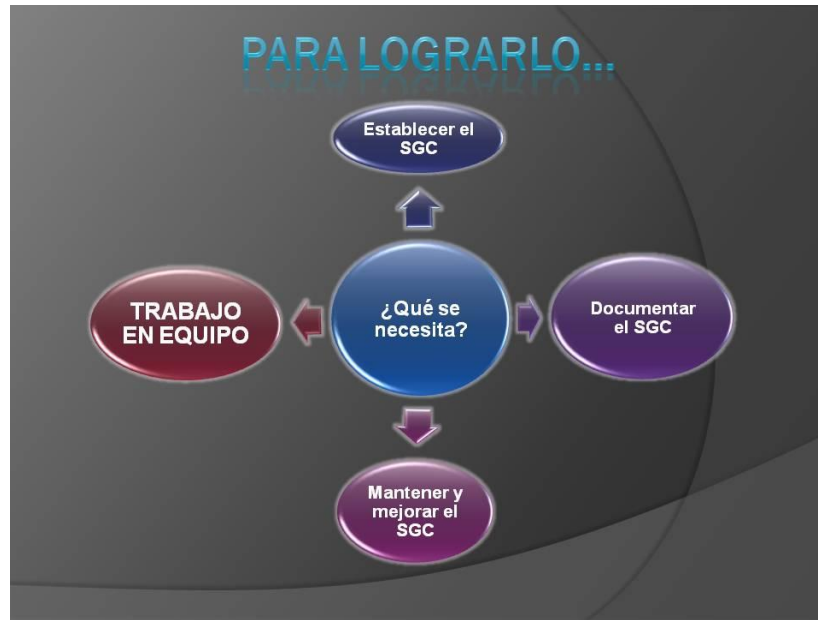 PARA LOGRARLO...
Establecer el
SGC
TRABAJO
EN EQUIPO
¿Qué se
necesita?
Documentar
el SGC
Mantener y
mejorar el
SGC